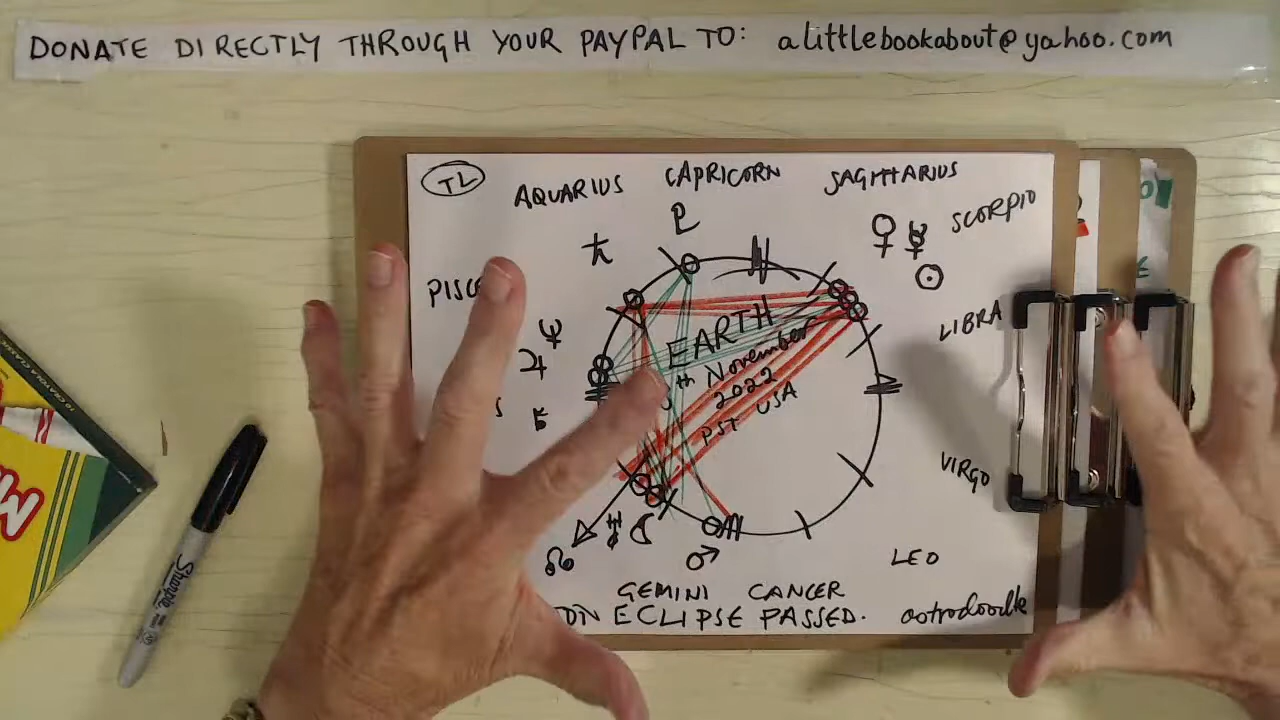 DONATE DIRECTLY THROUGH YOUR PAYPAL TO: alittlebookabout@yahoo.com
TL
AQUARIUS
CAPRICORN
SAGITTARIUS
SCORPIO
LIBRA
EARTH
November
2022
PST USA
VIRGO
LEO
GEMINI CANCER
ECLIPSE PASSED. astrodoodle
Sharpie